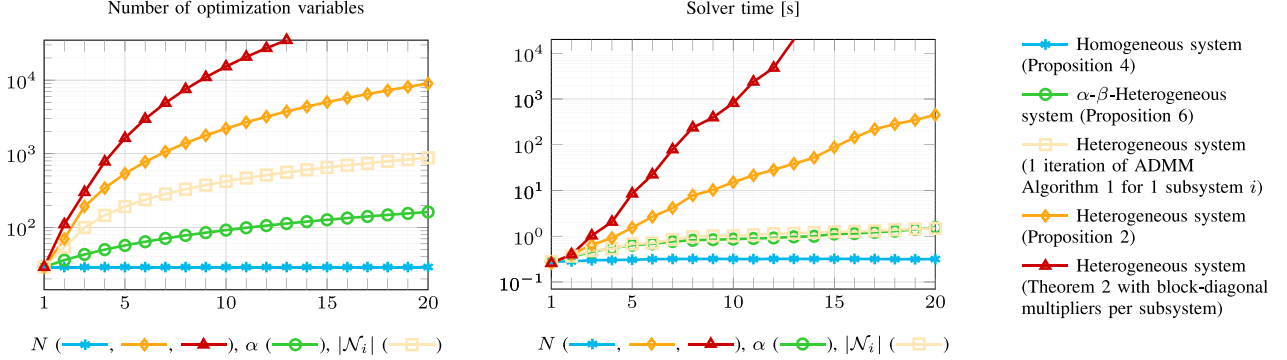 Number of optimization variables
10^4
10^3
10^2
1
5
10
15
20
N ( , , ), α ( ), |𝒩_i| ( )
Solver time [s]
10^4
10^3
10^2
10^1
10^0
10^−1
1
5
10
15
20
N ( , , ), α ( ), |𝒩_i| ( )
Homogeneous system
(Proposition 4)
α-β-Heterogeneous
system (Proposition 6)
Heterogeneous system
(1 iteration of ADMM
Algorithm 1 for 1 subsystem i)
Heterogeneous system
(Proposition 2)
Heterogeneous system
(Theorem 2 with block-diagonal
multipliers per subsystem)